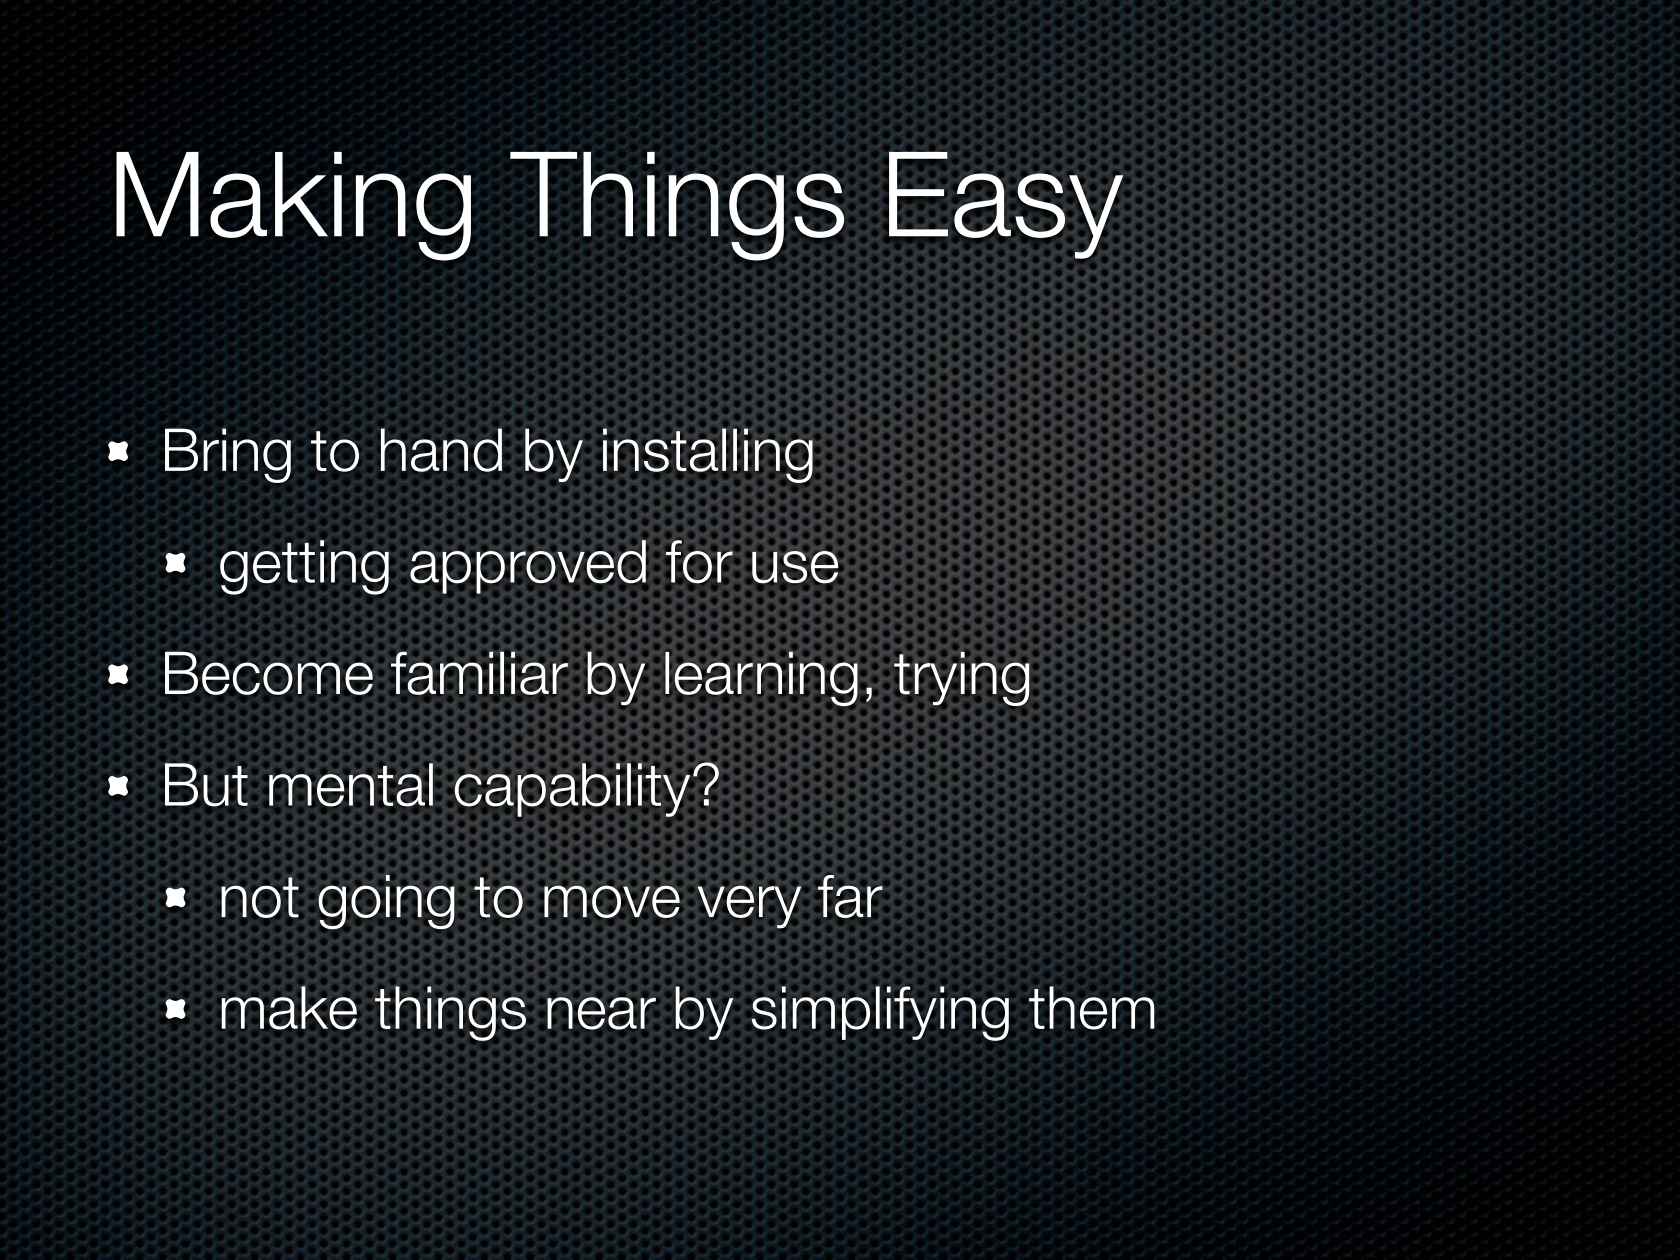 Making Things Easy
Bring to hand by installing
getting approved for use
Become familiar by learning, trying
But mental capability?
not going to move very far
make things near by simplifying them